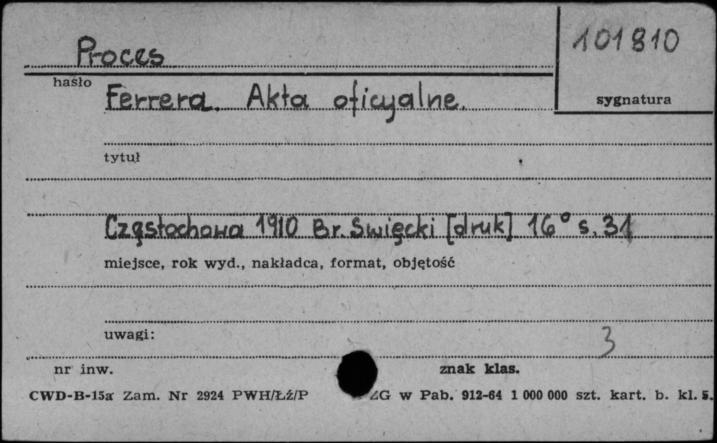 Proces
101810
hasło
Ferrera. Akta oficyalne.
sygnatura
tytuł
Częstochowa 1910 Br. Święcki [druk] 16° s. 31
miejsce, rok wyd., nakładca, format, objętość
uwagi:
3
nr inw.
znak klas.
CWD-B-15a Zam. Nr 2924 PWH/Łź/P ZG w Pab. 912-64 1 000 000 szt. kart. b. kl. 5.